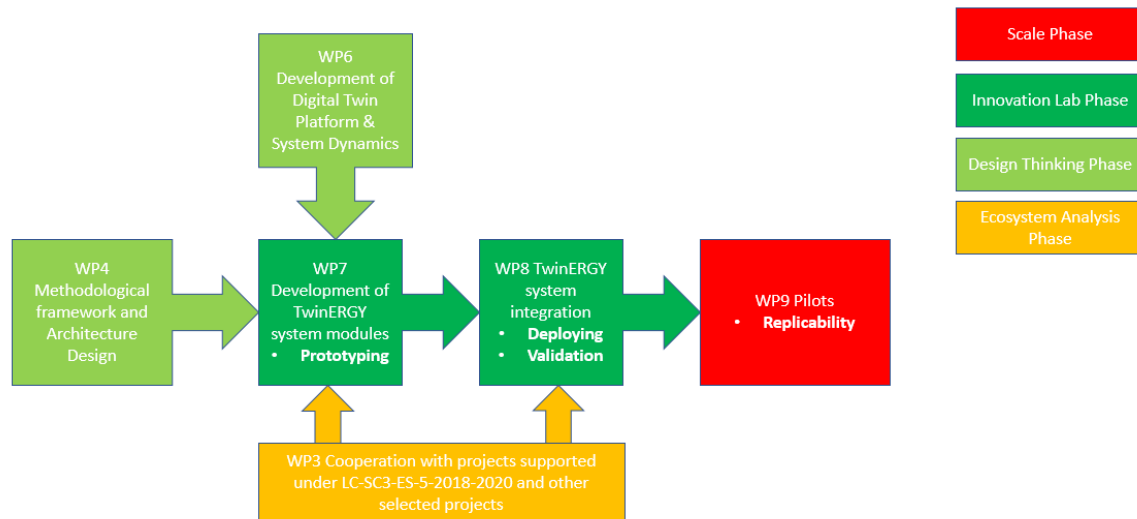 WP6
Development of
Digital Twin
Platform &
System Dynamics
WP4
Methodological
framework and
Architecture
Design
WP7
Development of
TwinERGY
system modules
• Prototyping
WP8 TwinERGY
system
integration
• Deploying
• Validation
WP9 Pilots
• Replicability
WP3 Cooperation with projects supported
under LC-SC3-ES-5-2018-2020 and other
selected projects
Scale Phase
Innovation Lab Phase
Design Thinking Phase
Ecosystem Analysis
Phase